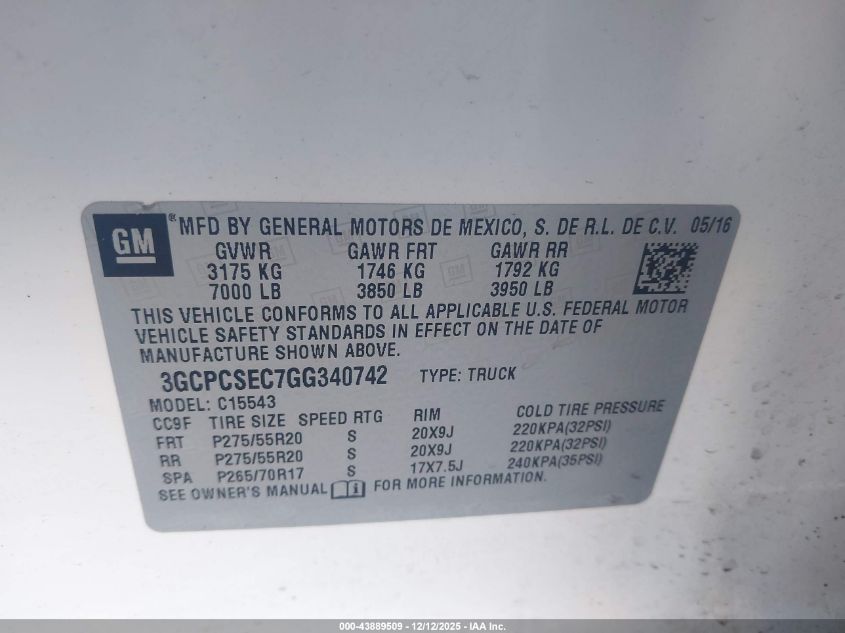 GM ® MFD BY GENERAL MOTORS DE MEXICO, S. DE R.L. DE C.V. 05/16
GVWR GAWR FRT GAWR RR
3175 KG 1746 KG 1792 KG
7000 LB 3850 LB 3950 LB
THIS VEHICLE CONFORMS TO ALL APPLICABLE U.S. FEDERAL MOTOR
VEHICLE SAFETY STANDARDS IN EFFECT ON THE DATE OF
MANUFACTURE SHOWN ABOVE.
3GCPCSEC7GG340742 TYPE: TRUCK
MODEL: C15543
CC9F TIRE SIZE SPEED RTG RIM COLD TIRE PRESSURE
FRT P275/55R20 S 20X9J 220KPA(32PSI)
RR P275/55R20 S 20X9J 220KPA(32PSI)
SPA P265/70R17 S 17X7.5J 240KPA(35PSI)
SEE OWNER'S MANUAL FOR MORE INFORMATION.
000-43889509 - 12/12/2025 - IAA Inc.